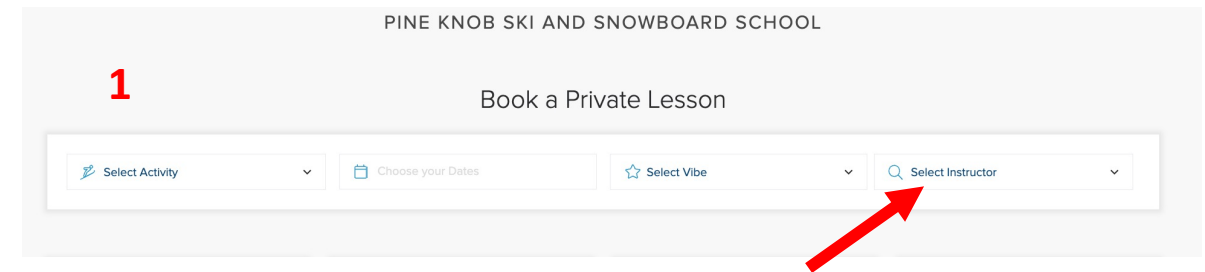 PINE KNOB SKI AND SNOWBOARD SCHOOL
1
Book a Private Lesson
Select Activity
Choose your Dates
Select Vibe
Select Instructor